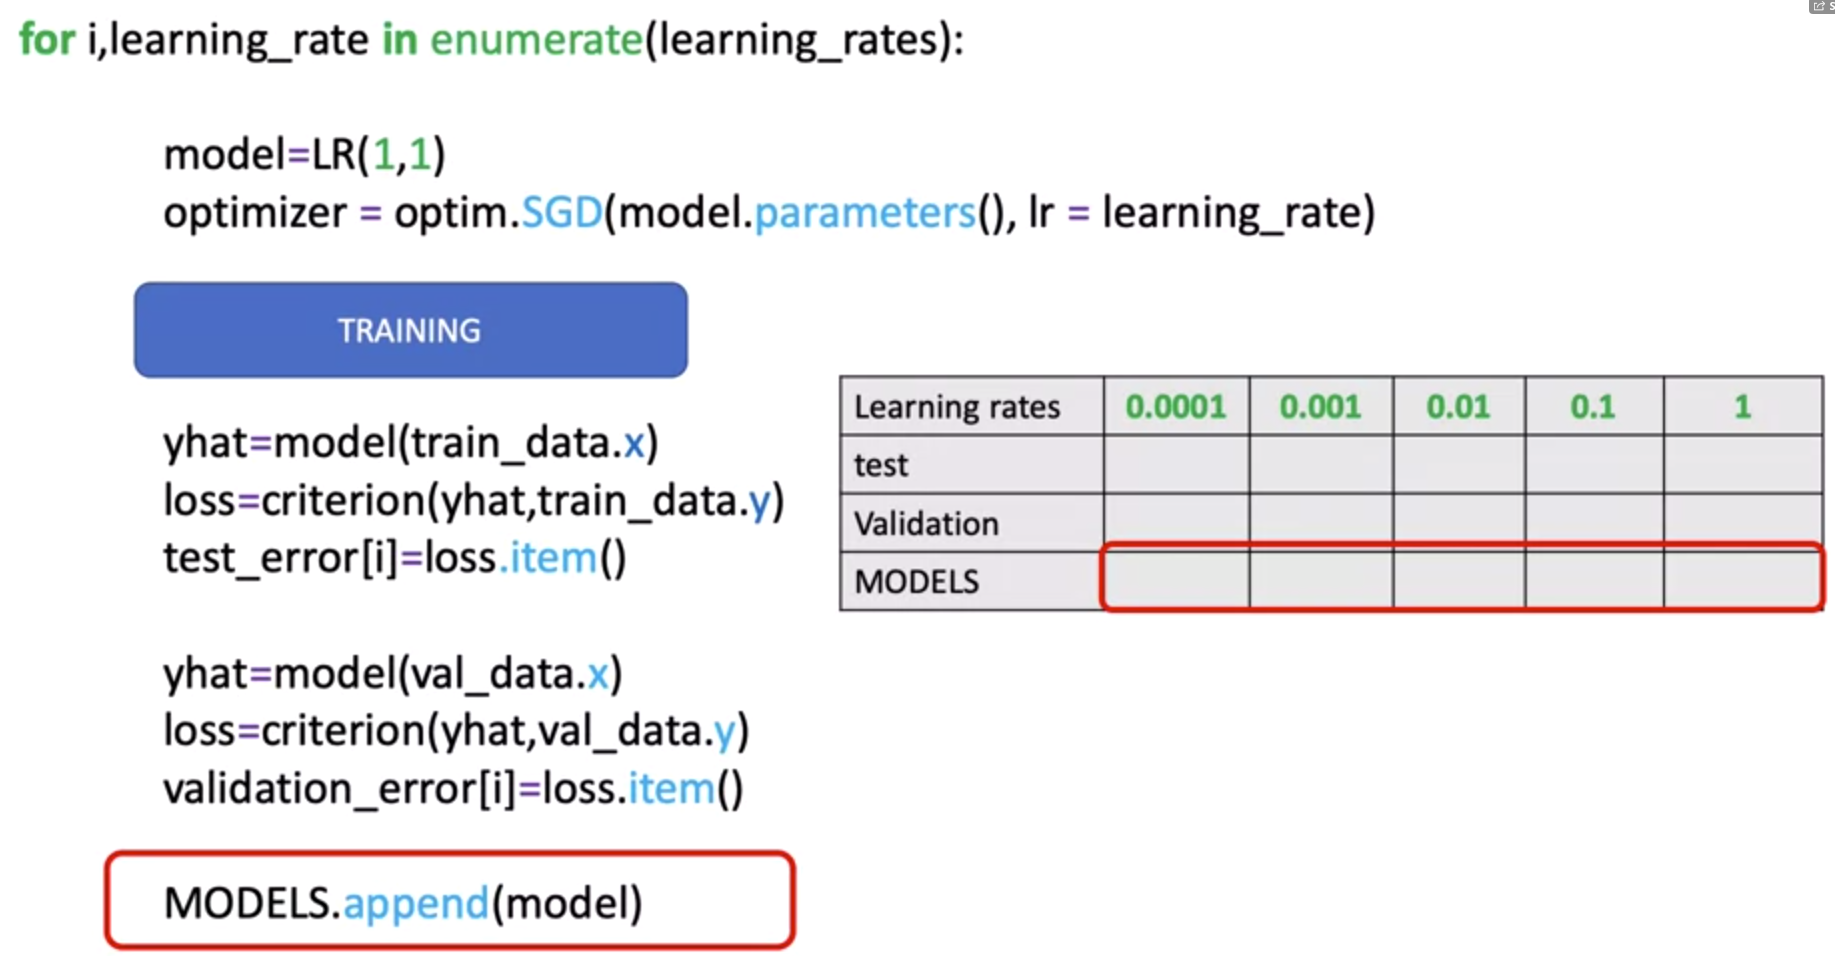 for i,learning_rate in enumerate(learning_rates):
model=LR(1,1)
optimizer = optim.SGD(model.parameters(), lr = learning_rate)
TRAINING
yhat=model(train_data.x)
loss=criterion(yhat,train_data.y)
test_error[i]=loss.item()
yhat=model(val_data.x)
loss=criterion(yhat,val_data.y)
validation_error[i]=loss.item()
MODELS.append(model)
Learning rates 0.0001 0.001 0.01 0.1 1
test
Validation
MODELS